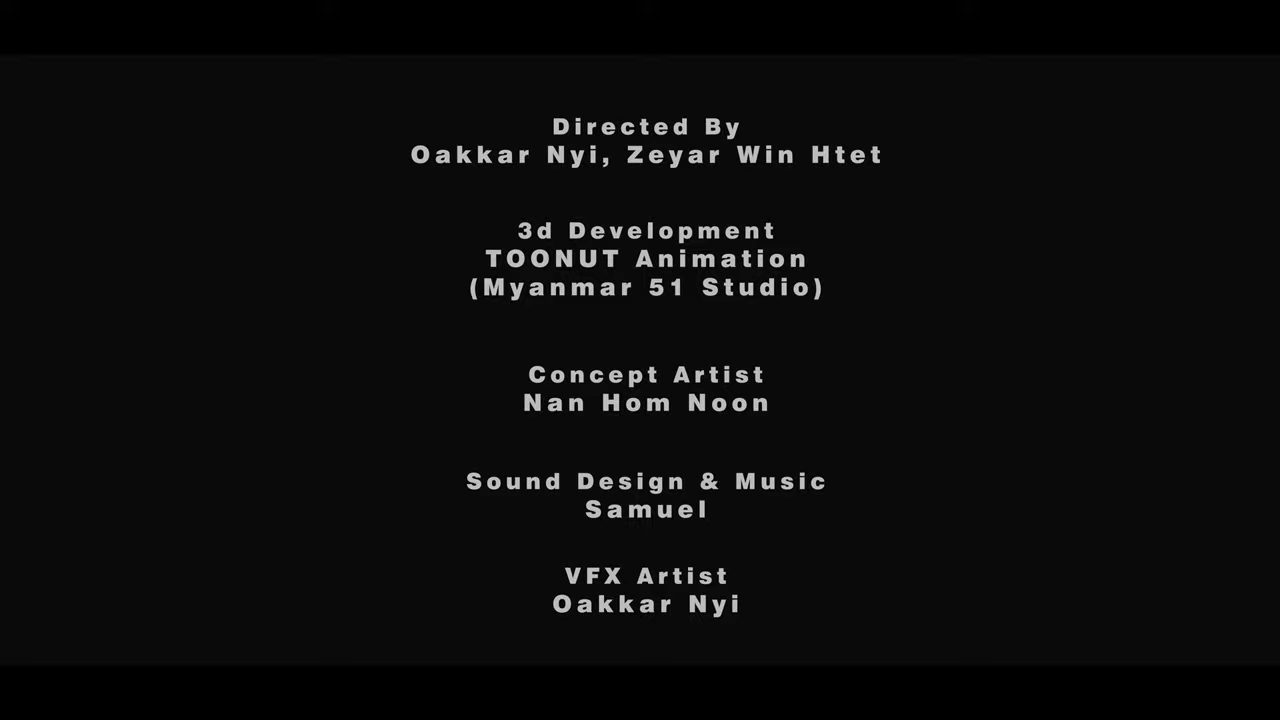 Directed By
Oakkar Nyi, Zeyar Win Htet
3d Development
TOONUT Animation
(Myanmar 51 Studio)
Concept Artist
Nan Hom Noon
Sound Design & Music
Samuel
VFX Artist
Oakkar Nyi